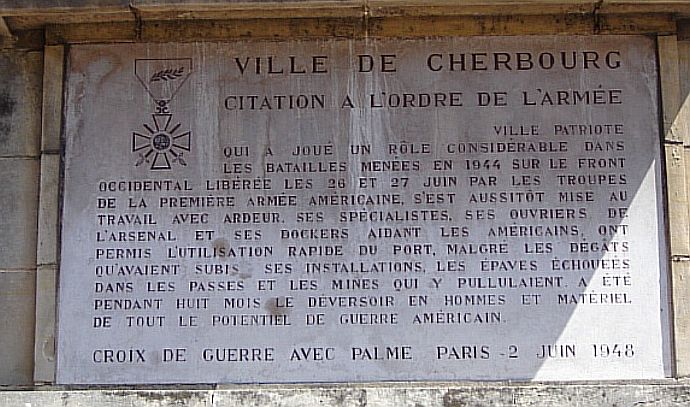 VILLE DE CHERBOURG
CITATION A L'ORDRE DE L'ARMÉE
VILLE PATRIOTE
QUI A JOUÉ UN RÔLE CONSIDÉRABLE DANS
LES BATAILLES MENÉES EN 1944 SUR LE FRONT
OCCIDENTAL LIBÉRÉE LES 26 ET 27 JUIN PAR LES TROUPES
DE LA PREMIÈRE ARMÉE AMÉRICAINE, S'EST AUSSITÔT MISE AU
TRAVAIL AVEC ARDEUR. SES SPÉCIALISTES, SES OUVRIERS DE
L'ARSENAL ET SES DOCKERS AIDANT LES AMÉRICAINS, ONT
PERMIS L'UTILISATION RAPIDE DU PORT, MALGRÉ LES DÉGATS
QU'AVAIENT SUBIS SES INSTALLATIONS, LES ÉPAVES ÉCHOUÉES
DANS LES PASSES ET LES MINES QUI Y PULLULAIENT. A ÉTÉ
PENDANT HUIT MOIS LE DÉVERSOIR EN HOMMES ET MATÉRIEL
DE TOUT LE POTENTIEL DE GUERRE AMÉRICAIN.
CROIX DE GUERRE AVEC PALME PARIS - 2 JUIN 1948